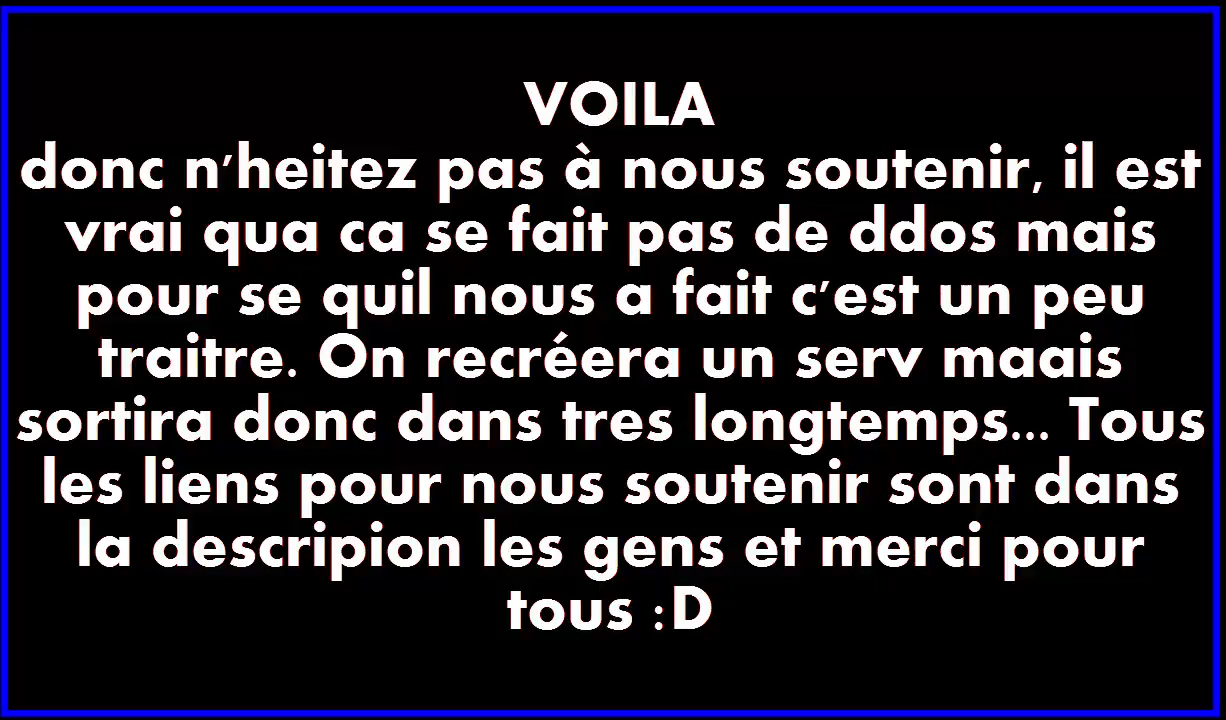 VOILA
donc n'heitez pas à nous soutenir, il est
vrai qua ca se fait pas de ddos mais
pour se quil nous a fait c'est un peu
traitre. On recréera un serv maais
sortira donc dans tres longtemps... Tous
les liens pour nous soutenir sont dans
la descripion les gens et merci pour
tous :D